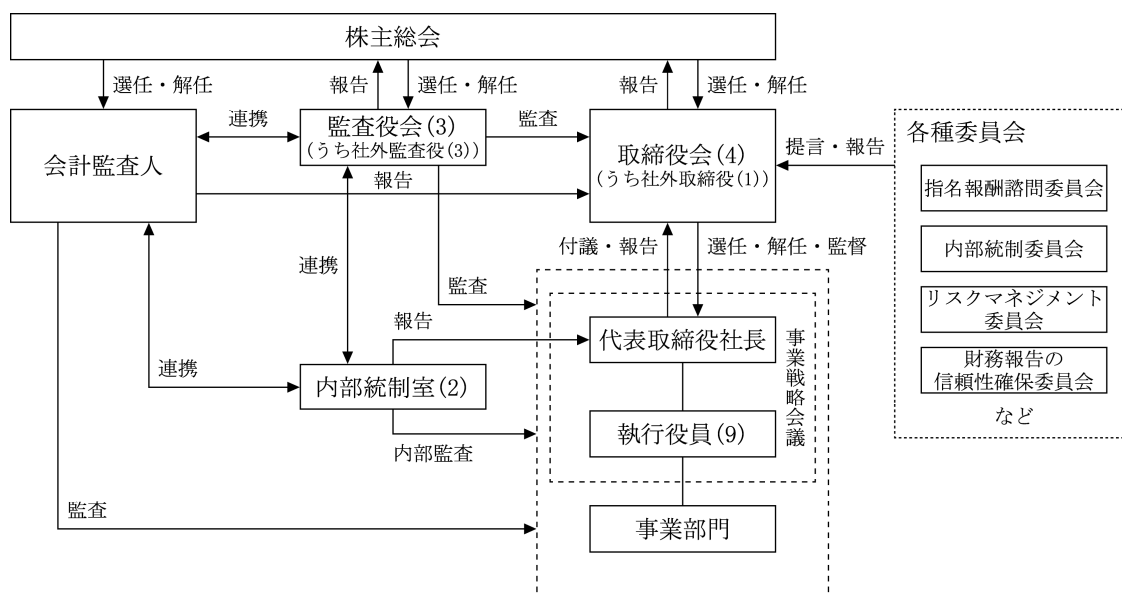 株主総会
選任・解任
報告
選任・解任
報告
選任・解任
会計監査人
連携
監査役会(3)
(うち社外監査役(3))
監査
取締役会(4)
(うち社外取締役(1))
提言・報告
各種委員会
指名報酬諮問委員会
内部統制委員会
リスクマネジメント
委員会
財務報告の
信頼性確保委員会
など
報告
連携
監査
付議・報告
選任・解任・監督
報告
代表取締役社長
事業戦略会議
連携
内部統制室(2)
内部監査
執行役員(9)
監査
事業部門